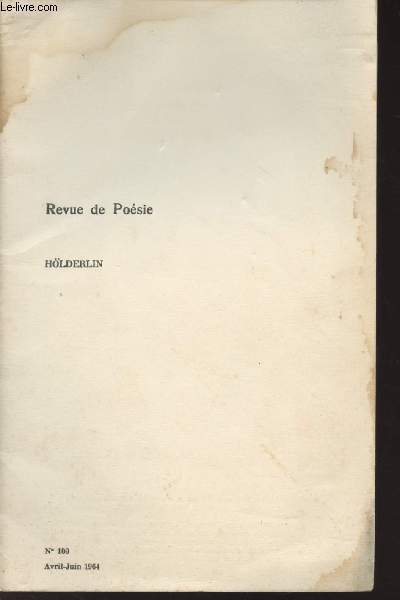 Le-livre.com
Revue de Poésie
HÖLDERLIN
N° 100
Avril-Juin 1964